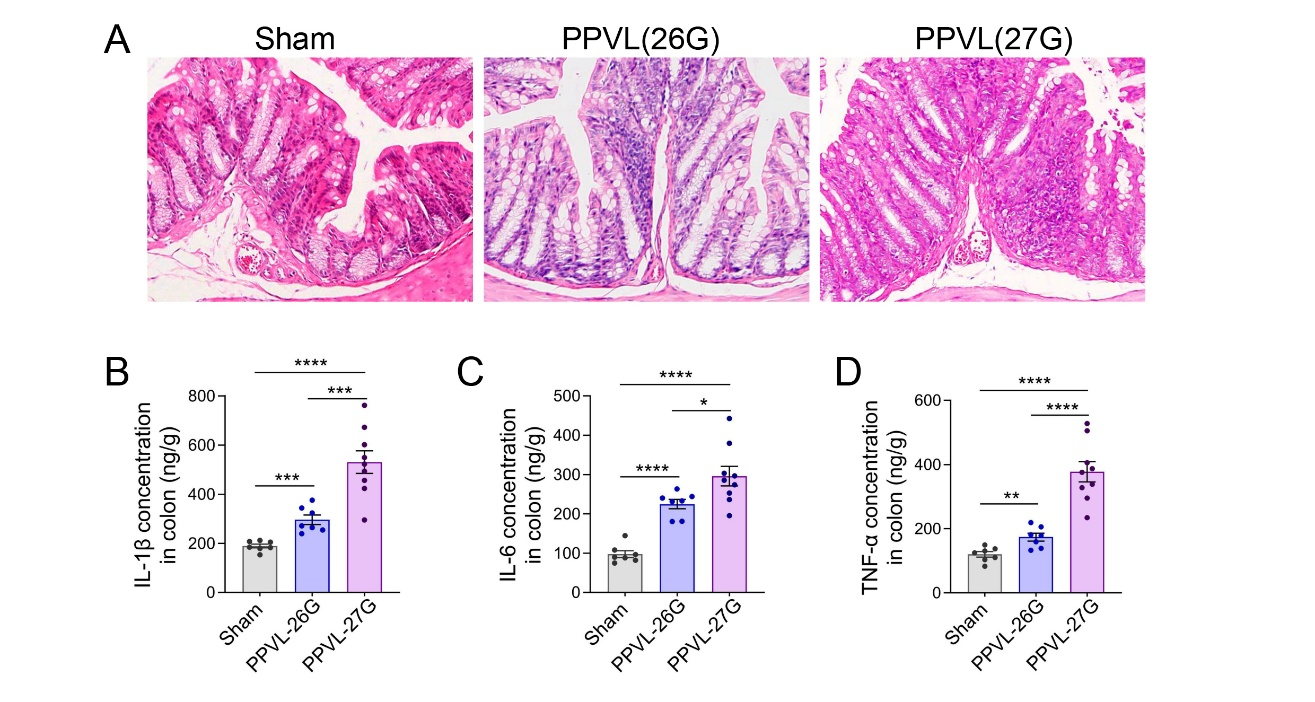 A
Sham
PPVL(26G)
PPVL(27G)
B
IL-1β concentration
in colon (ng/g)
800
600
400
200
0
****
***
***
Sham
PPVL-26G
PPVL-27G
C
IL-6 concentration
in colon (ng/g)
500
400
300
200
100
0
****
*
****
Sham
PPVL-26G
PPVL-27G
D
TNF-α concentration
in colon (ng/g)
600
400
200
0
****
****
**
Sham
PPVL-26G
PPVL-27G